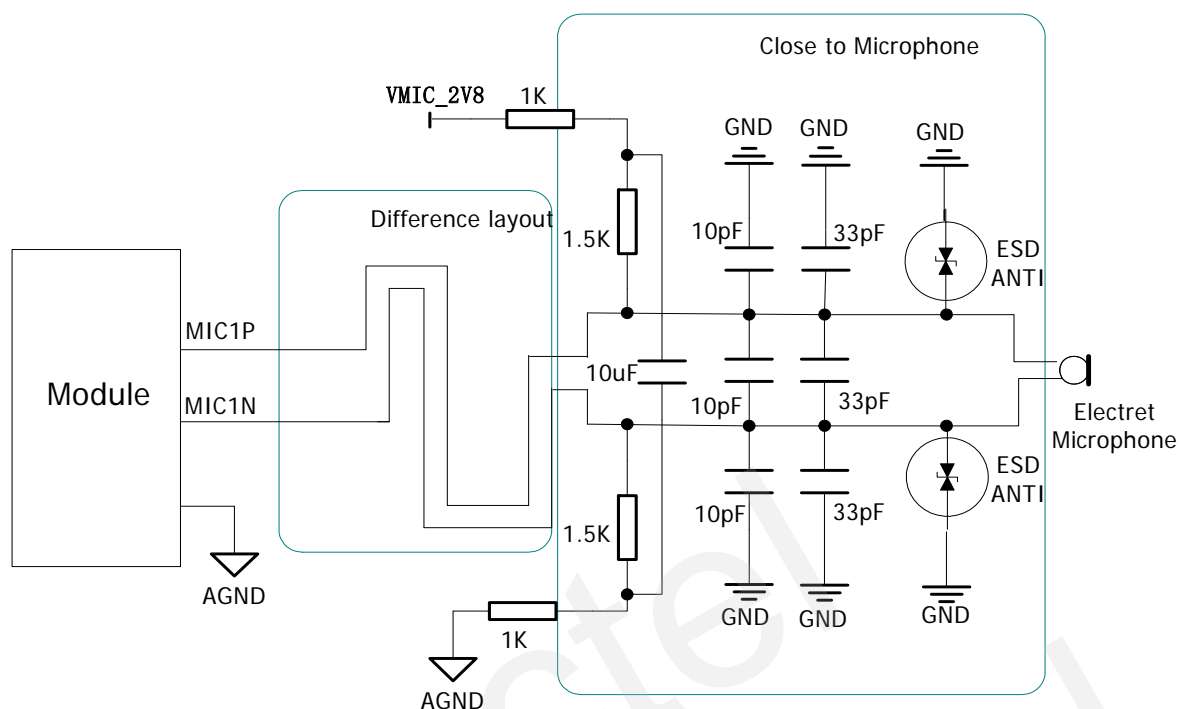 Close to Microphone
VMIC_2V8
1K
GND
GND
GND
Difference layout
1.5K
10pF
33pF
ESD
ANTI
MIC1P
Module
MIC1N
10uF
10pF
33pF
Electret
Microphone
1.5K
10pF
33pF
ESD
ANTI
AGND
1K
GND
GND
GND
AGND